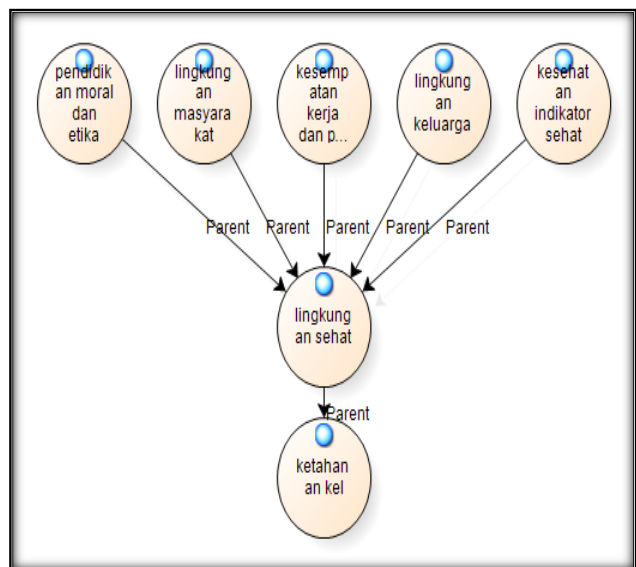 pendidik
an moral
dan
etika
lingkung
an
masyara
kat
kesemp
atan
kerja
dan p...
lingkung
an
keluarga
kesehat
an
indikator
sehat
Parent
Parent
Parent
Parent
Parent
lingkung
an sehat
Parent
ketahan
an kel